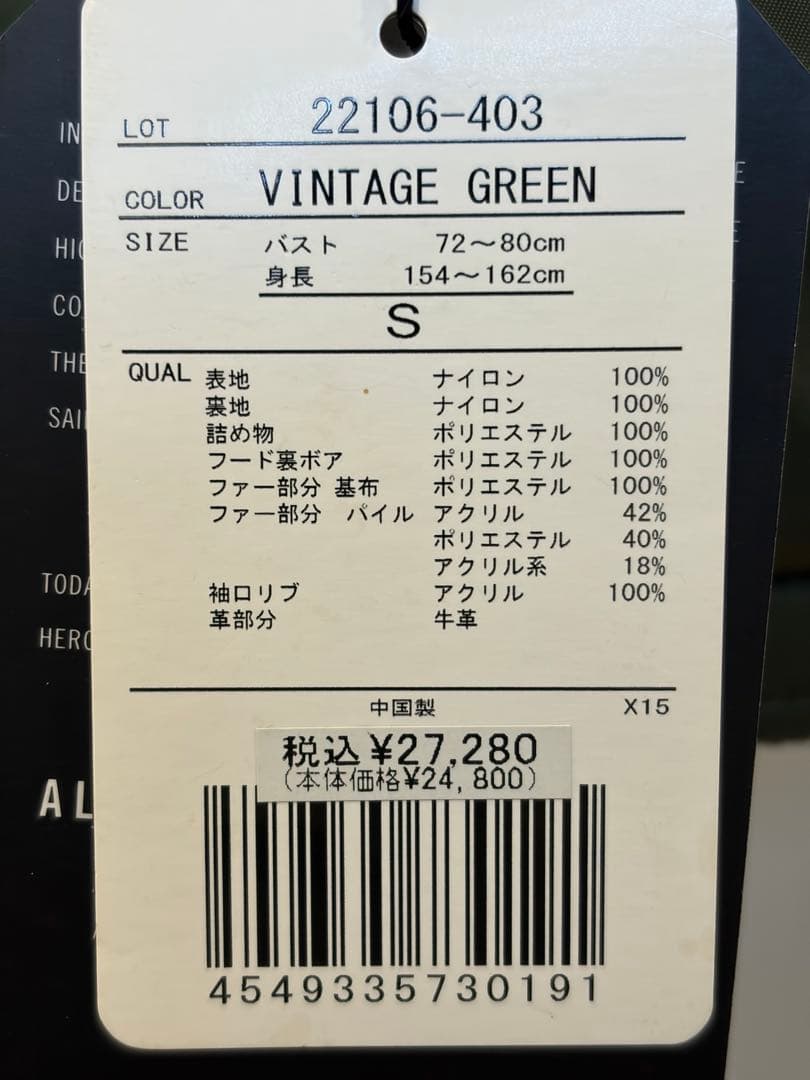 LOT 22106-403
COLOR VINTAGE GREEN
SIZE バスト 72〜80cm
身長 154〜162cm
S
QUAL 表地 ナイロン 100%
裏地 ナイロン 100%
詰め物 ポリエステル 100%
フード裏ボア ポリエステル 100%
ファー部分 基布 ポリエステル 100%
ファー部分 パイル アクリル 42%
ポリエステル 40%
アクリル系 18%
袖口リブ アクリル 100%
革部分 牛革
中国製 X15
税込¥27,280
(本体価格¥24,800)
4549335730191